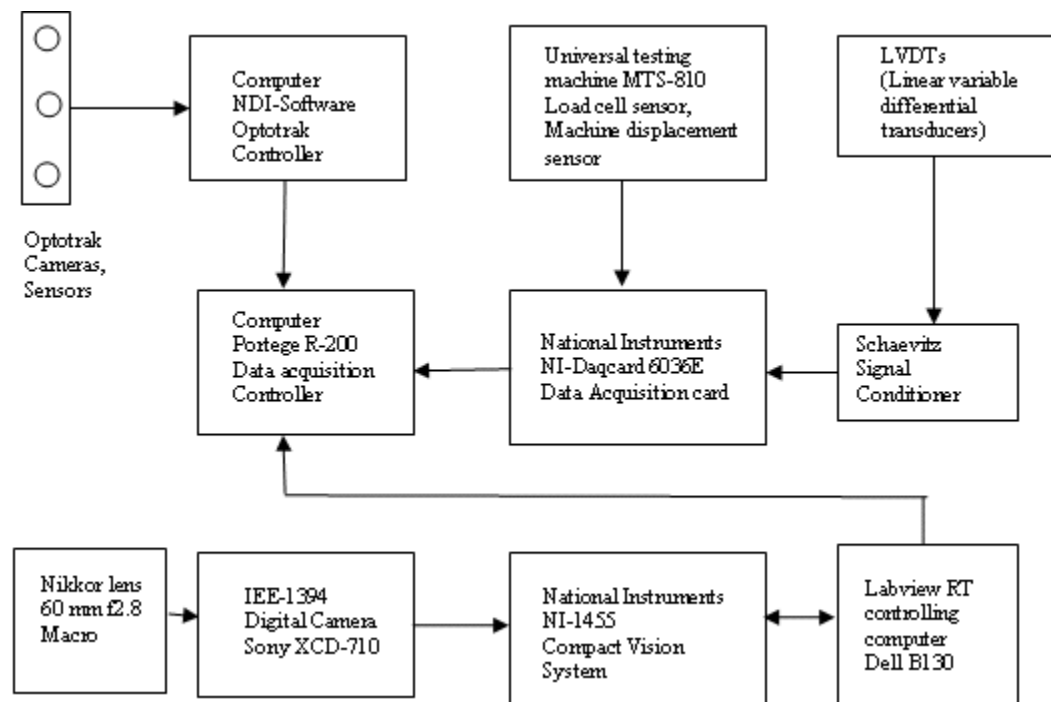 Computer
NDI-Software
Optotrak
Controller
Universal testing
machine MTS-810
Load cell sensor,
Machine displacement
sensor
LVDTs
(Linear variable
differential
transducers)
Optotrak
Cameras,
Sensors
Computer
Portege R-200
Data acquisition
Controller
National Instruments
NI-Daqcard 6036E
Data Acquisition card
Schaevitz
Signal
Conditioner
Nikkor lens
60 mm f2.8
Macro
IEE-1394
Digital Camera
Sony XCD-710
National Instruments
NI-1455
Compact Vision
System
Labview RT
controlling
computer
Dell B130